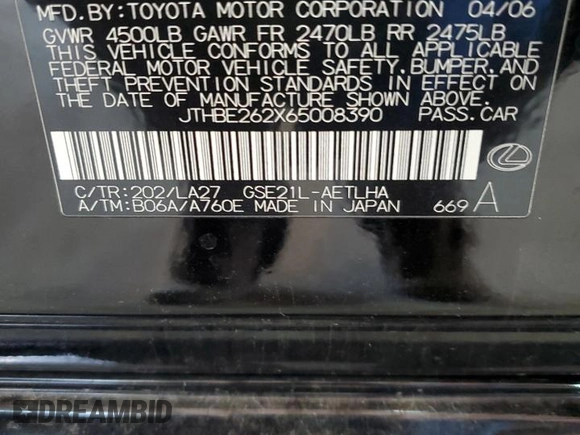 MFD.BY:TOYOTA MOTOR CORPORATION 04/06
GVWR 4500LB GAWR FR 2470LB RR 2475LB
THIS VEHICLE CONFORMS TO ALL APPLICABLE
FEDERAL MOTOR VEHICLE SAFETY, BUMPER, AND
THEFT PREVENTION STANDARDS IN EFFECT ON
THE DATE OF MANUFACTURE SHOWN ABOVE.
JTHBE262X65008390 PASS.CAR
C/TR:202/LA27 GSE21L-AETLHA
A/TM:B06A/A760E MADE IN JAPAN 669 A
DREAMBID